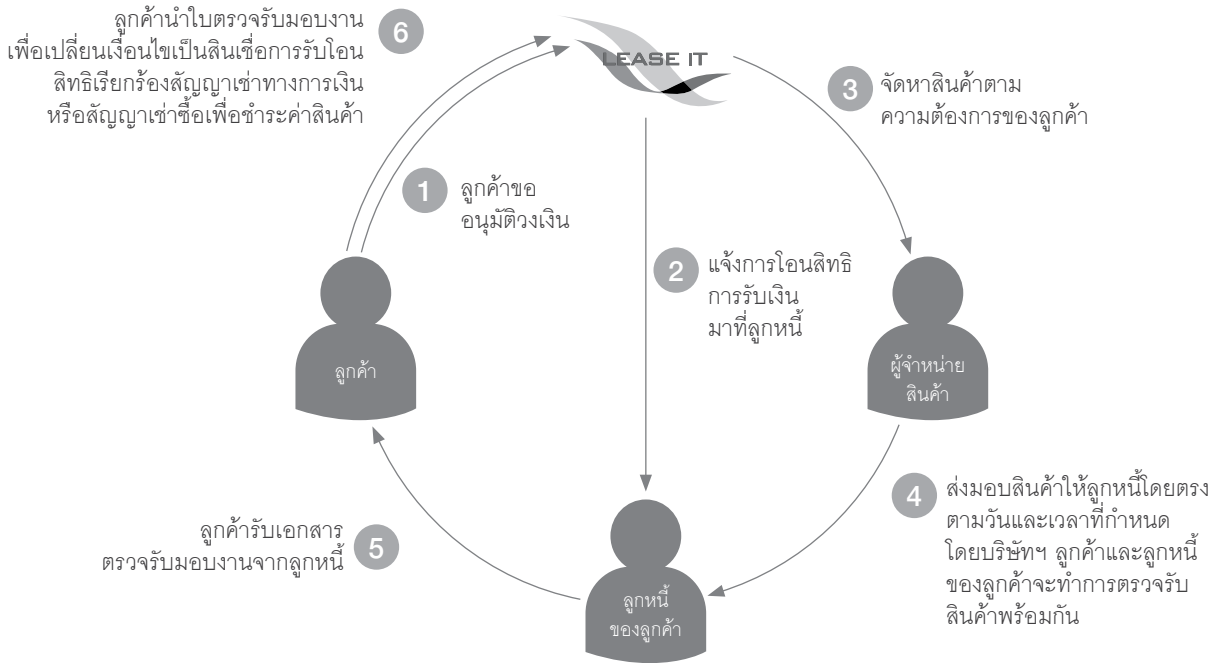 6
ลูกค้านำใบตรวจรับมอบงาน
เพื่อเปลี่ยนเงื่อนไขเป็นสินเชื่อการรับโอน
สิทธิเรียกร้องสัญญาเช่าทางการเงิน
หรือสัญญาเช่าซื้อเพื่อชำระค่าสินค้า
LEASE IT
3
จัดหาสินค้าตาม
ความต้องการของลูกค้า
1
ลูกค้าขอ
อนุมัติวงเงิน
2
แจ้งการโอนสิทธิ
การรับเงิน
มาที่ลูกหนี้
ลูกค้า
ผู้จำหน่าย
สินค้า
4
ส่งมอบสินค้าให้ลูกหนี้โดยตรง
ตามวันและเวลาที่กำหนด
โดยบริษัทฯ ลูกค้าและลูกหนี้
ของลูกค้าจะทำการตรวจรับ
สินค้าพร้อมกัน
5
ลูกค้ารับเอกสาร
ตรวจรับมอบงานจากลูกหนี้
ลูกหนี้
ของลูกค้า